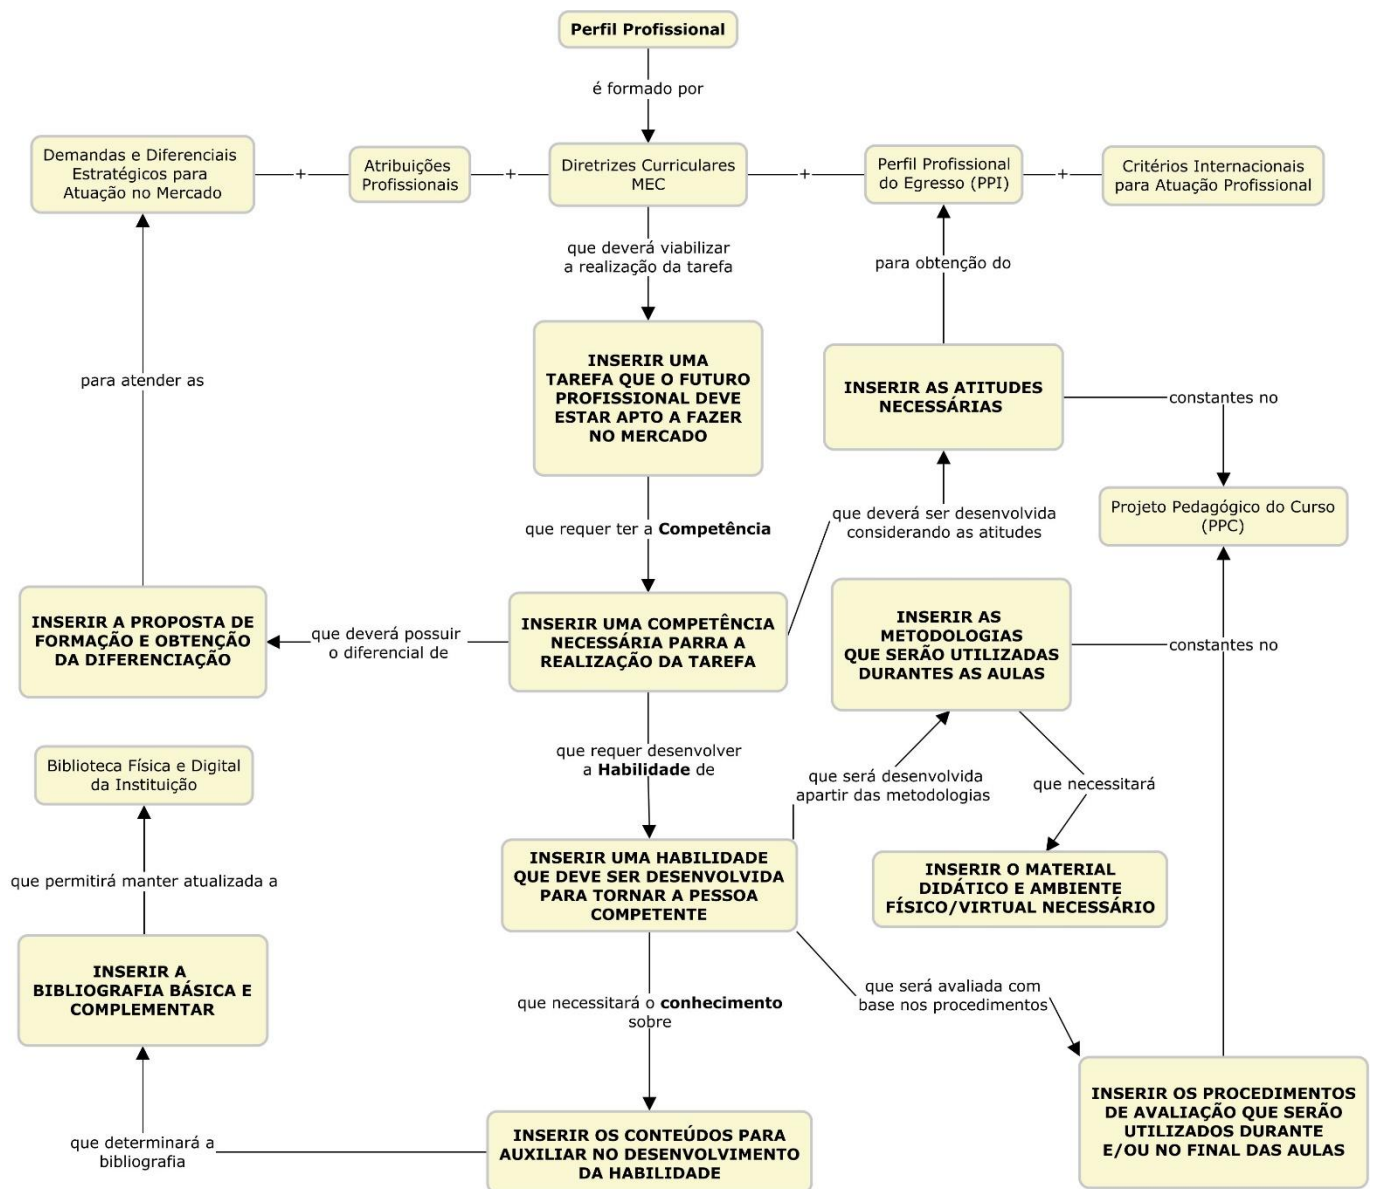 Perfil Profissional
é formado por
Demandas e Diferenciais
Estratégicos para
Atuação no Mercado
+
Atribuições
Profissionais
+
Diretrizes Curriculares
MEC
+
Perfil Profissional
do Egresso (PPI)
+
Critérios Internacionais
para Atuação Profissional
que deverá viabilizar
a realização da tarefa
para obtenção do
INSERIR UMA
TAREFA QUE O FUTURO
PROFISSIONAL DEVE
ESTAR APTO A FAZER
NO MERCADO
para atender as
INSERIR AS ATITUDES
NECESSÁRIAS
constantes no
Projeto Pedagógico do Curso
(PPC)
que requer ter a Competência
que deverá ser desenvolvida
considerando as atitudes
INSERIR A PROPOSTA DE
FORMAÇÃO E OBTENÇÃO
DA DIFERENCIAÇÃO
que deverá possuir
o diferencial de
INSERIR UMA COMPETÊNCIA
NECESSÁRIA PARRA A
REALIZAÇÃO DA TAREFA
INSERIR AS
METODOLOGIAS
QUE SERÃO UTILIZADAS
DURANTES AS AULAS
constantes no
que requer desenvolver
a Habilidade de
que será desenvolvida
apartir das metodologias
que necessitará
Biblioteca Física e Digital
da Instituição
que permitirá manter atualizada a
INSERIR UMA HABILIDADE
QUE DEVE SER DESENVOLVIDA
PARA TORNAR A PESSOA
COMPETENTE
INSERIR O MATERIAL
DIDÁTICO E AMBIENTE
FÍSICO/VIRTUAL NECESSÁRIO
INSERIR A
BIBLIOGRAFIA BÁSICA E
COMPLEMENTAR
que necessitará o conhecimento
sobre
que será avaliada com
base nos procedimentos
que determinará a
bibliografia
INSERIR OS CONTEÚDOS PARA
AUXILIAR NO DESENVOLVIMENTO
DA HABILIDADE
INSERIR OS PROCEDIMENTOS
DE AVALIAÇÃO QUE SERÃO
UTILIZADOS DURANTE
E/OU NO FINAL DAS AULAS